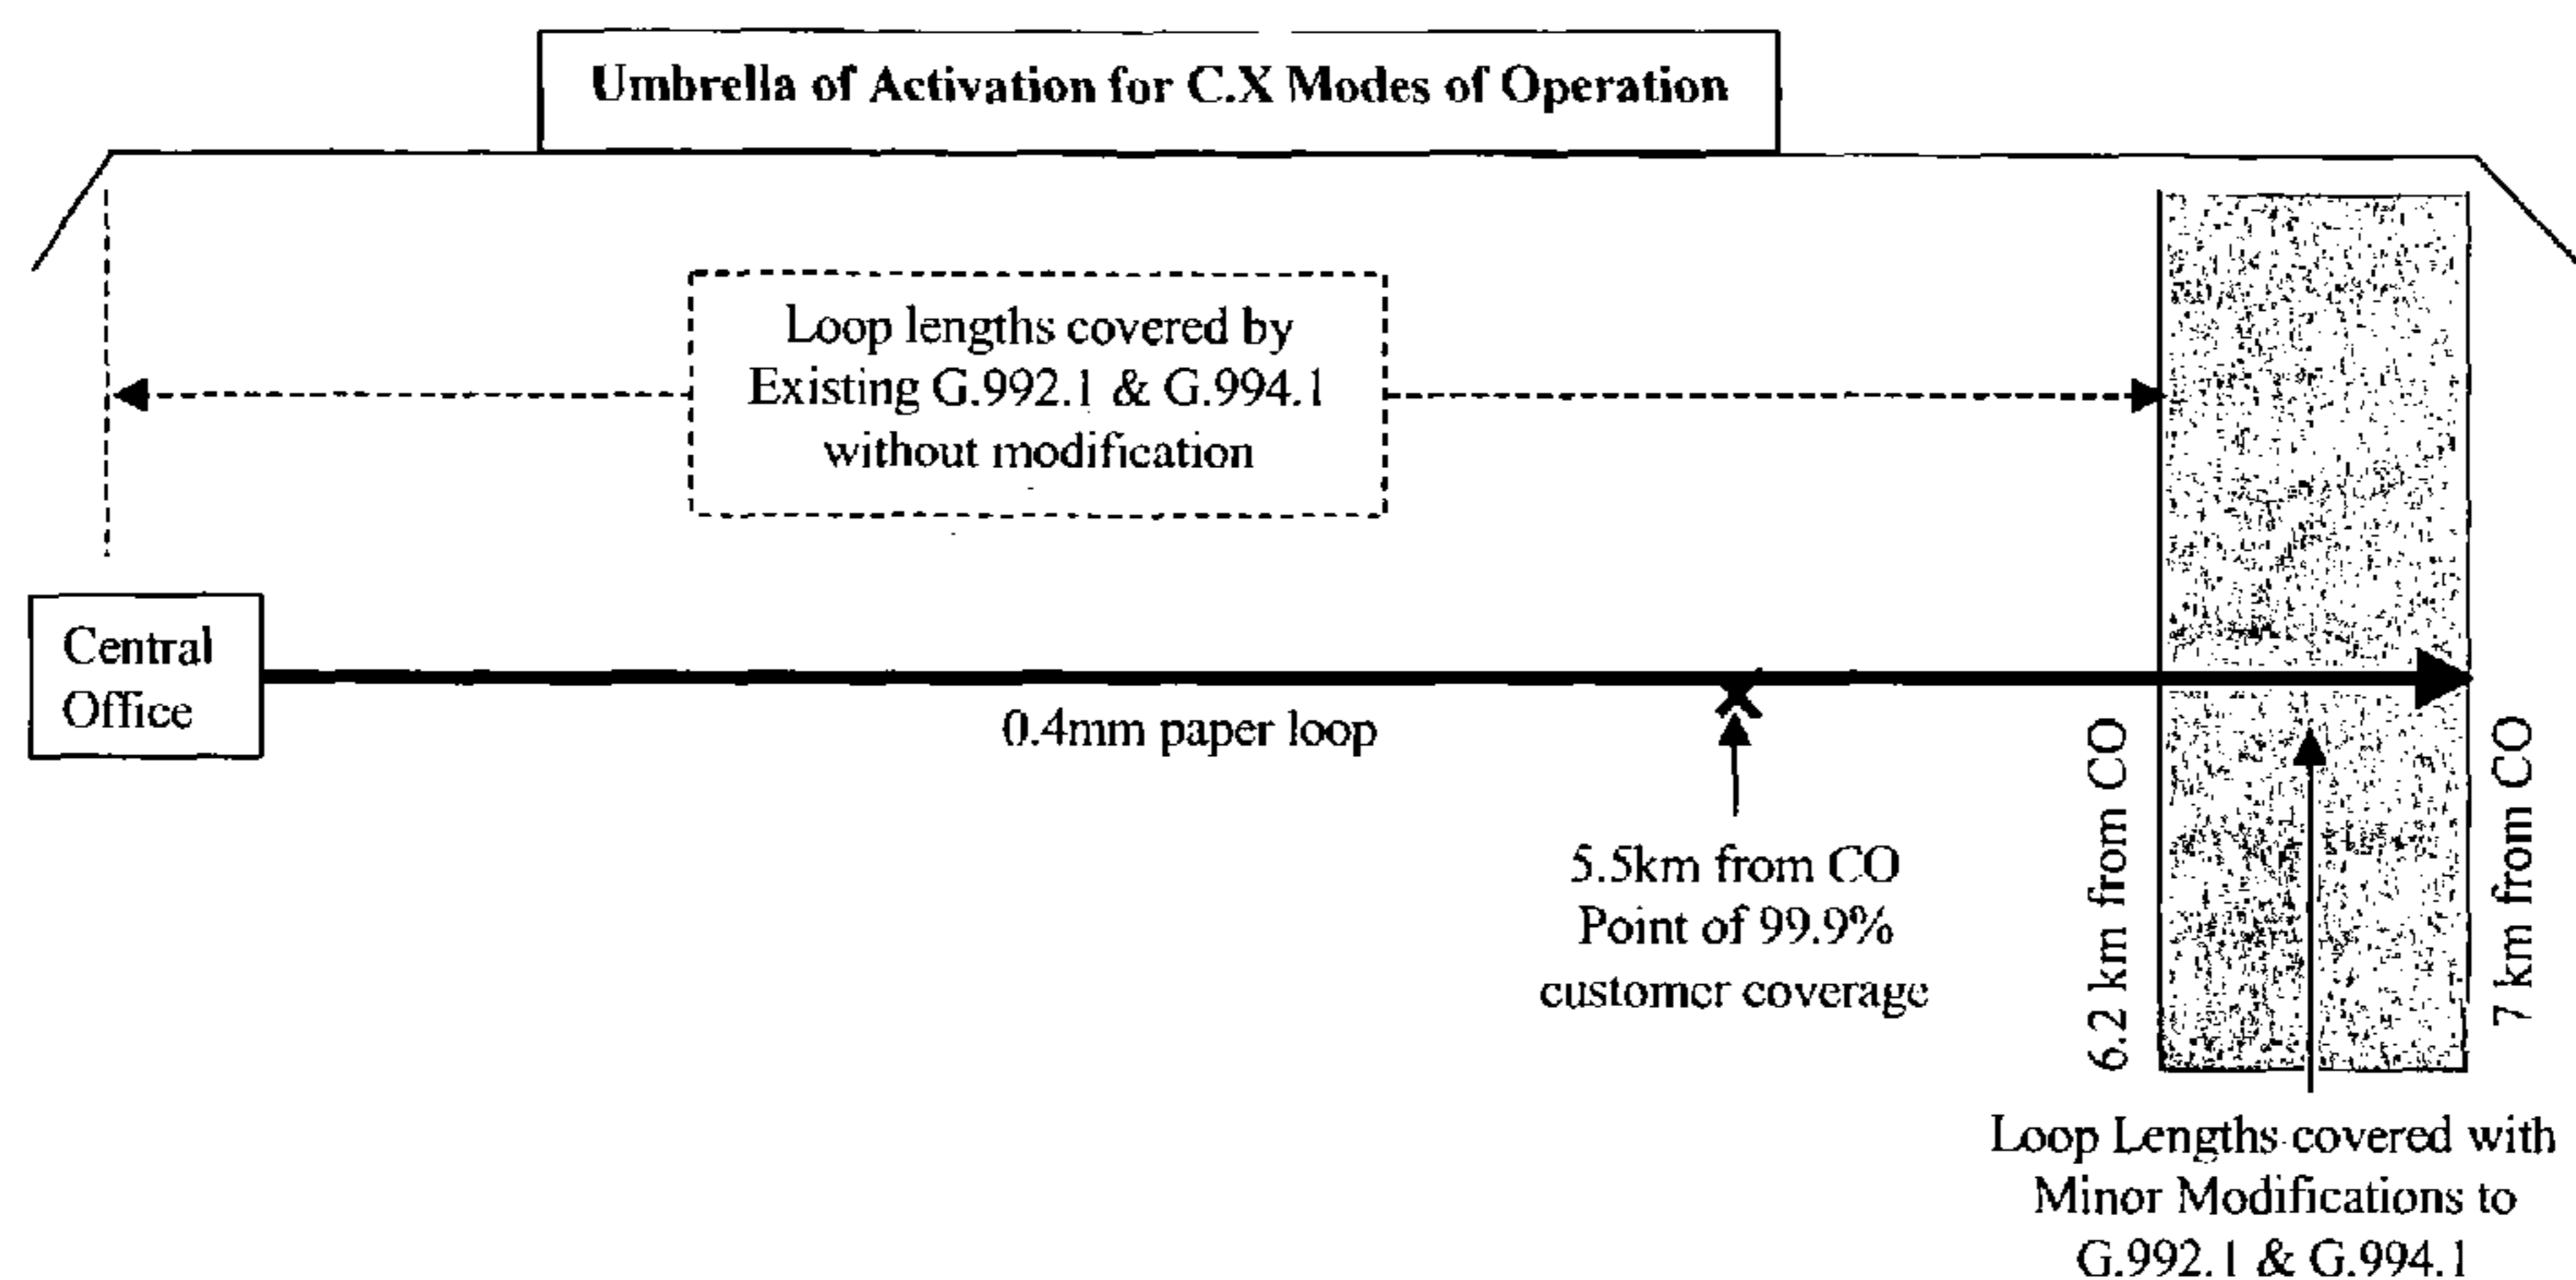 Umbrella of Activation for C.X Modes of Operation
Loop lengths covered by
Existing G.992.1 & G.994.1
without modification
Central
Office
0.4mm paper loop
5.5km from CO
Point of 99.9%
customer coverage
6.2 km from CO
7 km from CO
Loop Lengths covered with
Minor Modifications to
G.992.1 & G.994.1